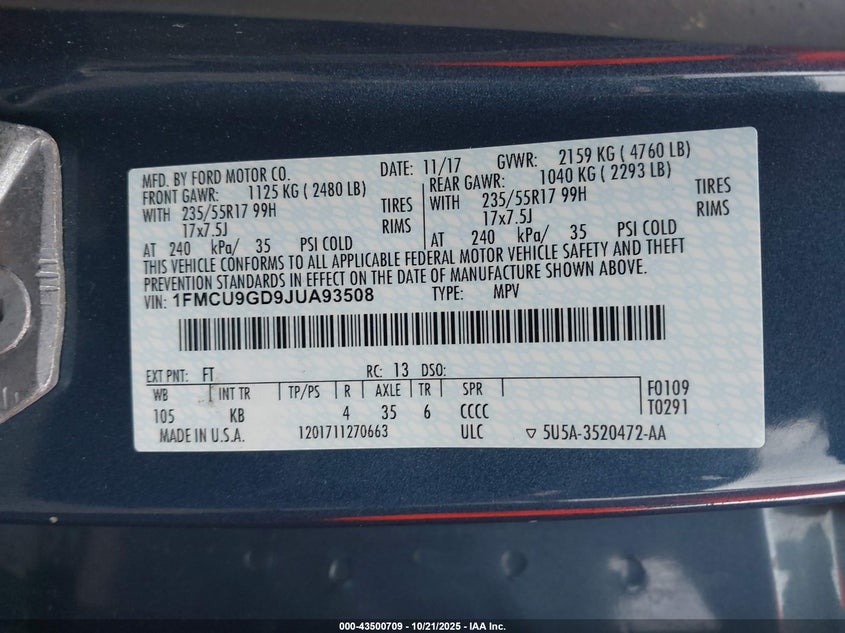 MFD. BY FORD MOTOR CO. DATE: 11/17 GVWR: 2159 KG ( 4760 LB)
FRONT GAWR: 1125 KG ( 2480 LB) REAR GAWR: 1040 KG ( 2293 LB)
WITH 235/55R17 99H TIRES WITH 235/55R17 99H TIRES
17x7.5J RIMS 17x7.5J RIMS
AT 240 kPa/ 35 PSI COLD AT 240 kPa/ 35 PSI COLD
THIS VEHICLE CONFORMS TO ALL APPLICABLE FEDERAL MOTOR VEHICLE SAFETY AND THEFT
PREVENTION STANDARDS IN EFFECT ON THE DATE OF MANUFACTURE SHOWN ABOVE.
VIN: 1FMCU9GD9JUA93508 TYPE: MPV
EXT PNT: FT RC: 13 DSO:
WB INT TR TP/PS R AXLE TR SPR F0109
105 KB 4 35 6 CCCC T0291
MADE IN U.S.A. 1201711270663 ULC ▽ 5U5A-3520472-AA
000-43500709 - 10/21/2025 - IAA Inc.